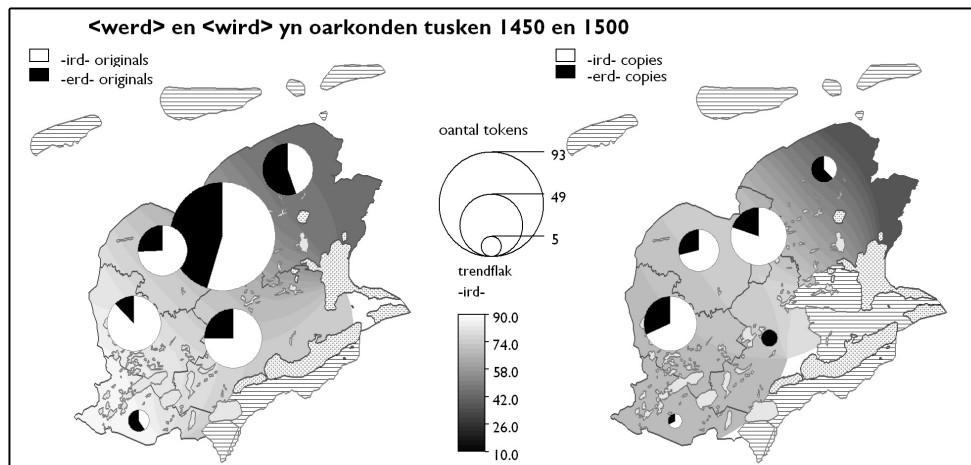 <werd> en <wird> yn oarkonden tusken 1450 en 1500
-ird- originals
-erd- originals
-ird- copies
-erd- copies
oantal tokens
93
49
5
trendflak
-ird-
90.0
74.0
58.0
42.0
26.0
10.0